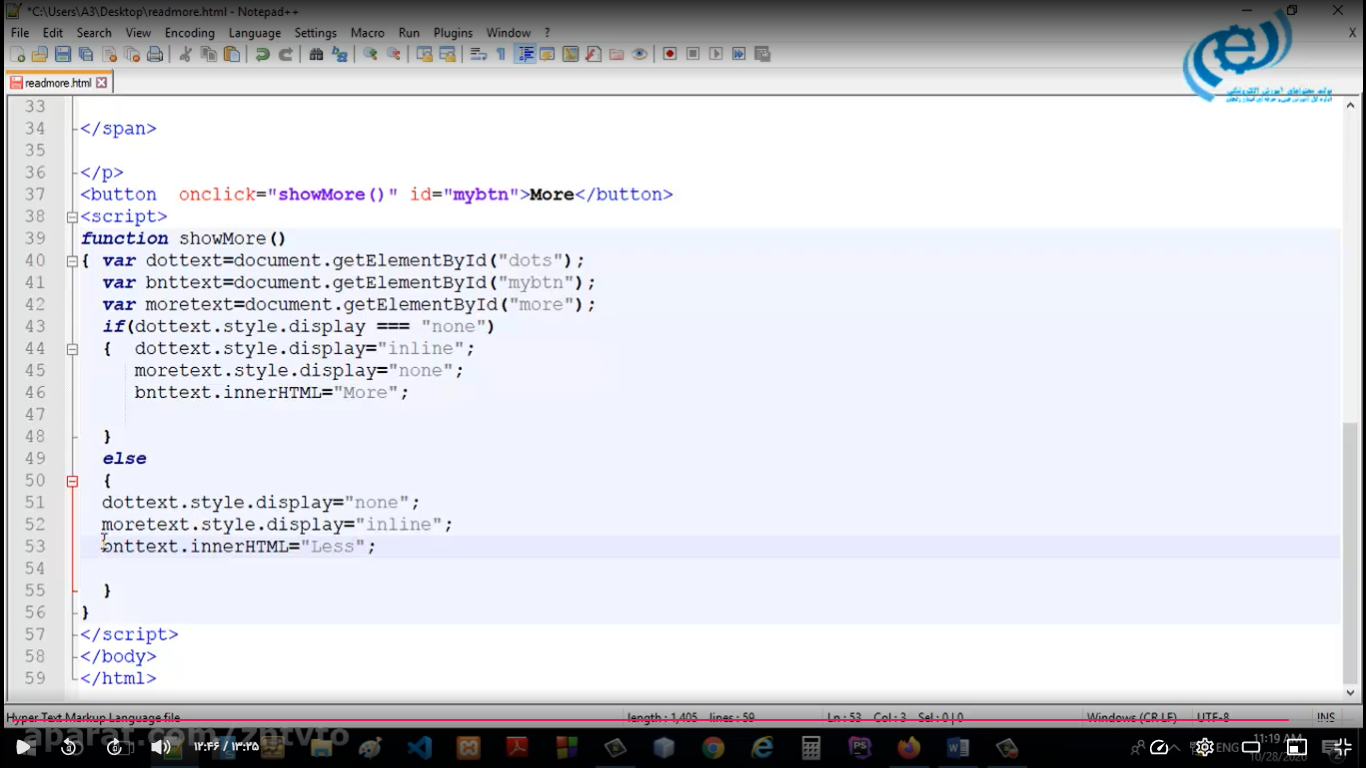 *C:\Users\A3\Desktop\readmore.html - Notepad++
File Edit Search View Encoding Language Settings Macro Run Plugins Window ? X
readmore.html
33
34 </span>
35
36 </p>
37 <button  onclick="showMore()" id="mybtn">More</button>
38 <script>
39 function showMore()
40 { var dottext=document.getElementById("dots");
41 var bnttext=document.getElementById("mybtn");
42 var moretext=document.getElementById("more");
43 if(dottext.style.display === "none")
44 {  dottext.style.display="inline";
45 moretext.style.display="none";
46 bnttext.innerHTML="More";
47
48 }
49 else
50 {
51 dottext.style.display="none";
52 moretext.style.display="inline";
53 bnttext.innerHTML="Less";
54
55 }
56 }
57 </script>
58 </body>
59 </html>
Hyper Text Markup Language file length : 1,405 lines : 59 Ln : 53 Col : 3 Sel : 0 | 0 Windows (CR LF) UTF-8 INS
۱۲:۴۶ / ۱۳:۲۵ ENG 11:19 AM
10/28/2020